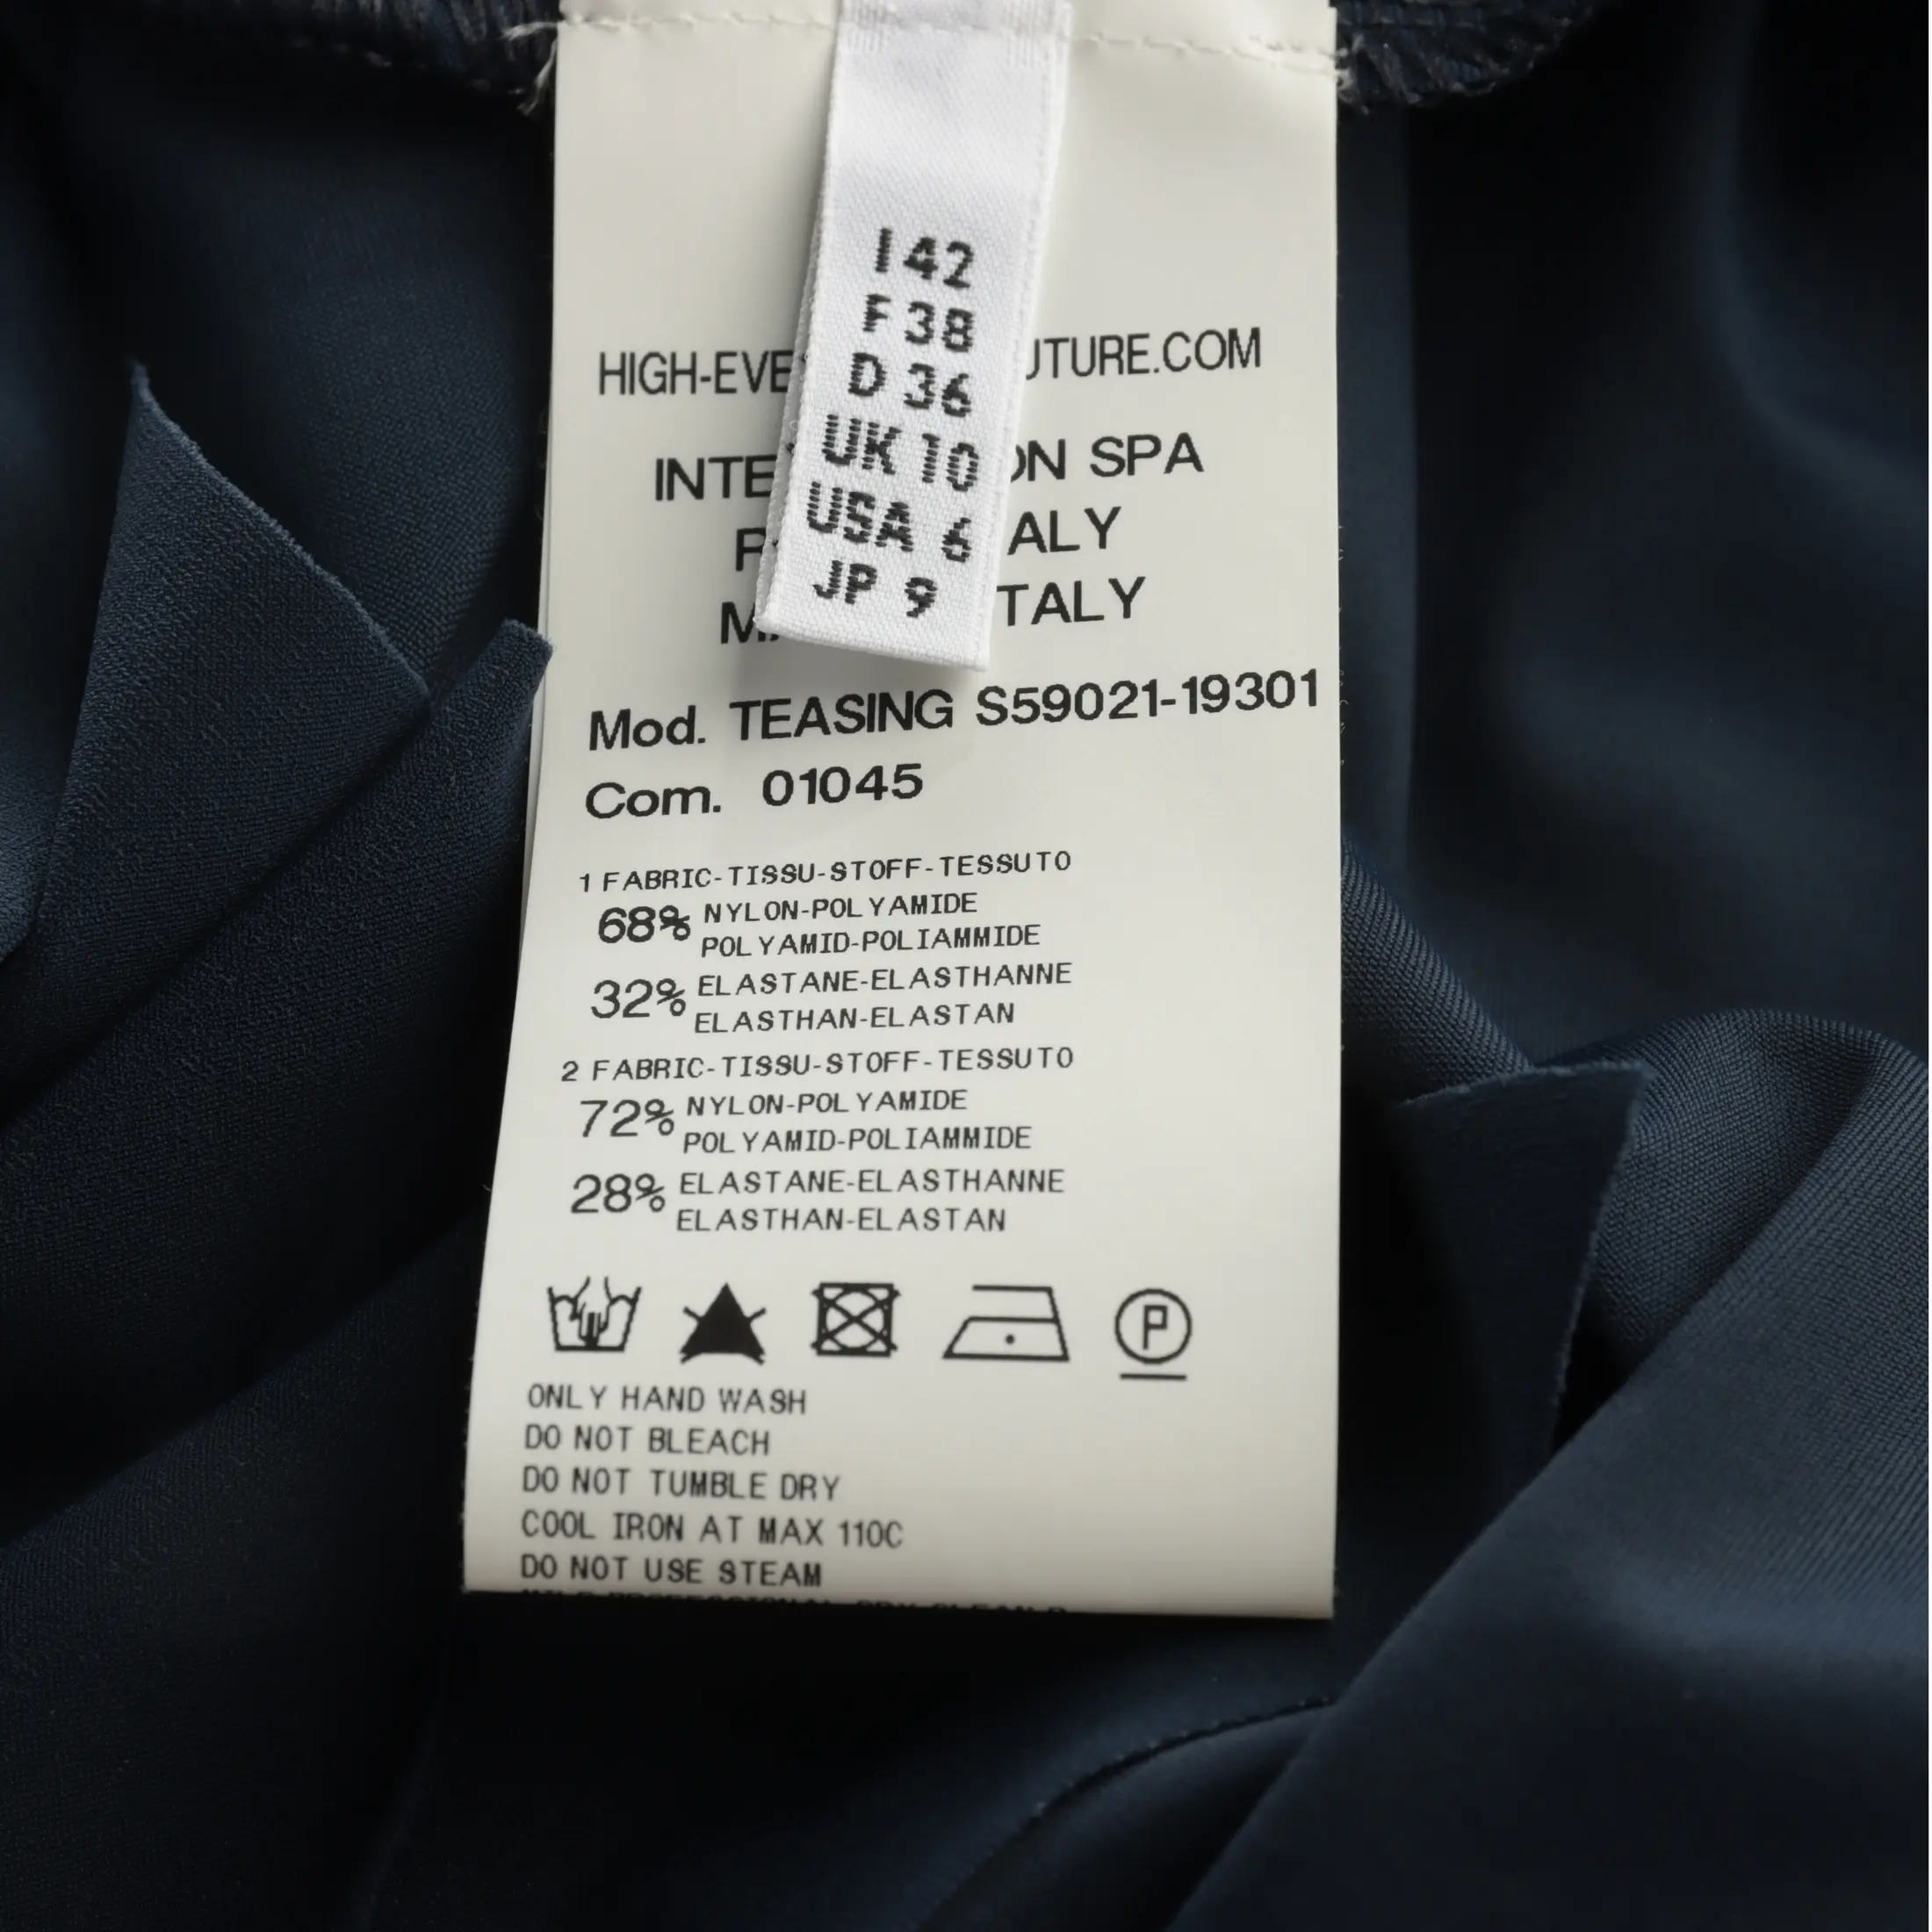 I 42
F 38
D 36
UK 10
USA 6
JP 9
HIGH-EVE UTURE.COM
INTE ON SPA
ALY
TALY
Mod. TEASING S59021-19301
Com. 01045
1 FABRIC-TISSU-STOFF-TESSUTO
68% NYLON-POLYAMIDE
POLYAMID-POLIAMMIDE
32% ELASTANE-ELASTHANNE
ELASTHAN-ELASTAN
2 FABRIC-TISSU-STOFF-TESSUTO
72% NYLON-POLYAMIDE
POLYAMID-POLIAMMIDE
28% ELASTANE-ELASTHANNE
ELASTHAN-ELASTAN
P
ONLY HAND WASH
DO NOT BLEACH
DO NOT TUMBLE DRY
COOL IRON AT MAX 110C
DO NOT USE STEAM